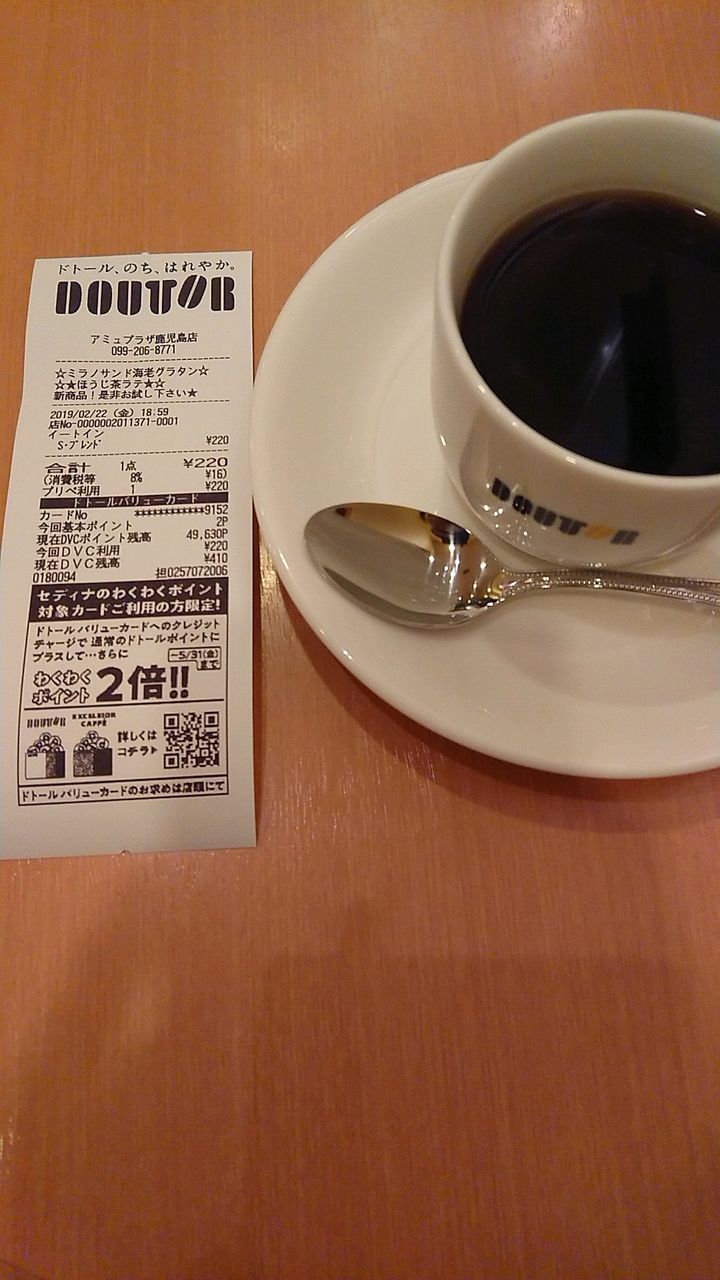 ドトール、のち、はれやか。
DOUTOR
アミュプラザ鹿児島店
099-206-8771
☆ミラノサンド海老グラタン☆
☆★ほうじ茶ラテ★☆
新商品!是非お試し下さい★
2019/02/22 (金) 18:59
店No-0000002011371-0001
イートイン
S・ブレンド ¥220
合計 1点 ¥220
(消費税等 8% ¥16)
プリペ利用 1 ¥220
ドトールバリューカード
カードNo ************9152
今回基本ポイント 2P
現在DVCポイント残高 49,630P
今回DVC利用 ¥220
現在DVC残高 ¥410
0180094 担0257072006
セディナのわくわくポイント
対象カードご利用の方限定!
ドトール バリューカードへのクレジット
チャージで 通常のドトールポイントに
プラスして…さらに ~5/31(金)まで
わくわくポイント 2倍!!
DOUTOR EXCELSIOR CAFFÉ
詳しくは
コチラ▶
ドトール バリューカードのお求めは店頭にて
DOUTOR